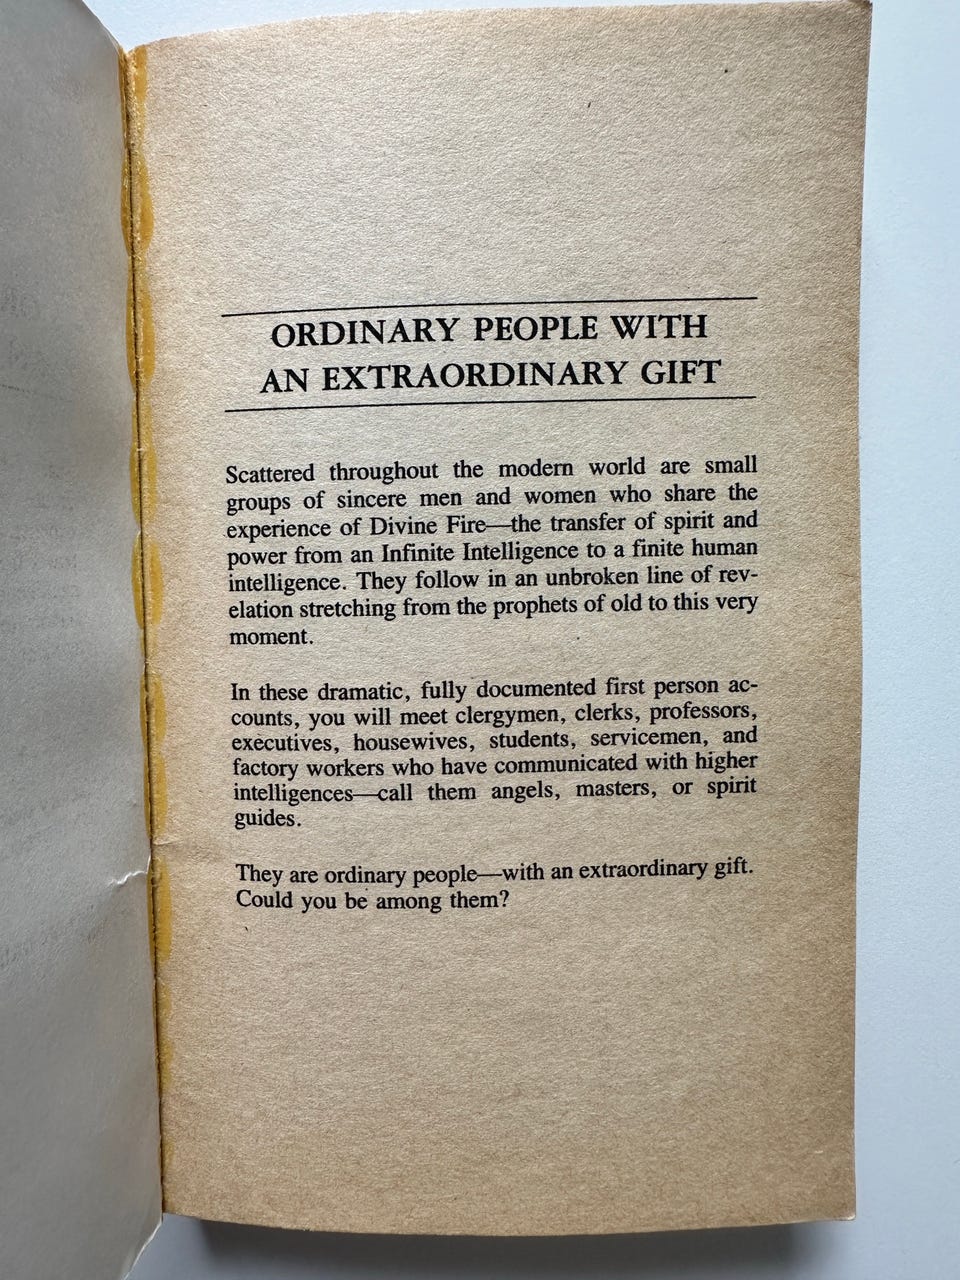 ORDINARY PEOPLE WITH
AN EXTRAORDINARY GIFT
Scattered throughout the modern world are small
groups of sincere men and women who share the
experience of Divine Fire—the transfer of spirit and
power from an Infinite Intelligence to a finite human
intelligence. They follow in an unbroken line of rev-
elation stretching from the prophets of old to this very
moment.
In these dramatic, fully documented first person ac-
counts, you will meet clergymen, clerks, professors,
executives, housewives, students, servicemen, and
factory workers who have communicated with higher
intelligences—call them angels, masters, or spirit
guides.
They are ordinary people—with an extraordinary gift.
Could you be among them?